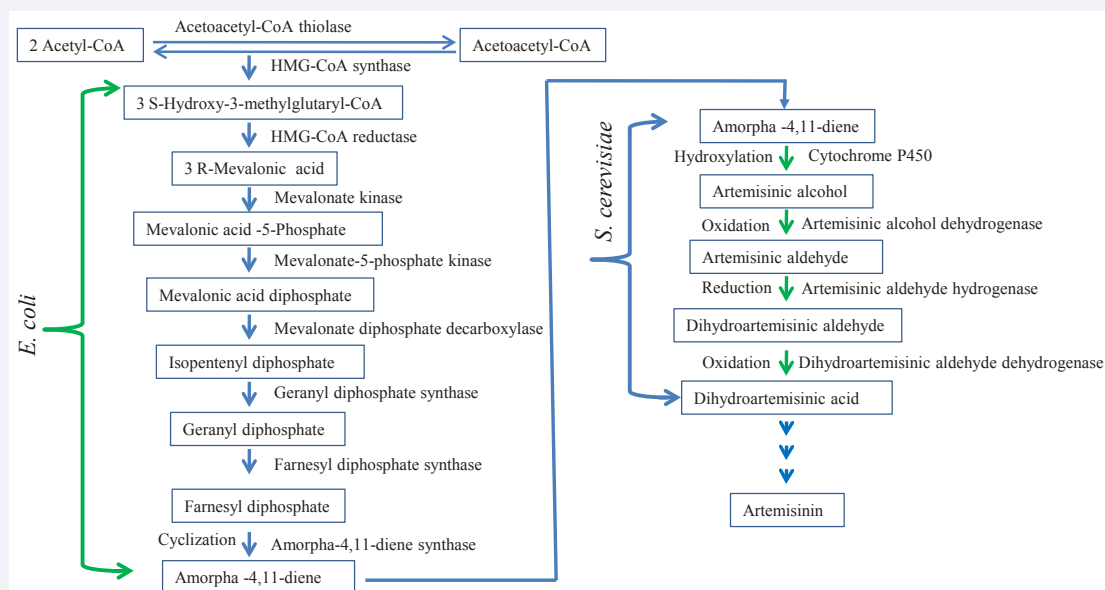 Acetoacetyl-CoA thiolase
2 Acetyl-CoA
Acetoacetyl-CoA
HMG-CoA synthase
3 S-Hydroxy-3-methylglutaryl-CoA
HMG-CoA reductase
3 R-Mevalonic acid
Mevalonate kinase
Mevalonic acid -5-Phosphate
Mevalonate-5-phosphate kinase
Mevalonic acid diphosphate
Mevalonate diphosphate decarboxylase
Isopentenyl diphosphate
Geranyl diphosphate synthase
Geranyl diphosphate
Farnesyl diphosphate synthase
Farnesyl diphosphate
Cyclization
Amorpha-4,11-diene synthase
Amorpha -4,11-diene
E. coli
S. cerevisiae
Amorpha -4,11-diene
Hydroxylation
Cytochrome P450
Artemisinic alcohol
Oxidation
Artemisinic alcohol dehydrogenase
Artemisinic aldehyde
Reduction
Artemisinic aldehyde hydrogenase
Dihydroartemisinic aldehyde
Oxidation
Dihydroartemisinic aldehyde dehydrogenase
Dihydroartemisinic acid
Artemisinin